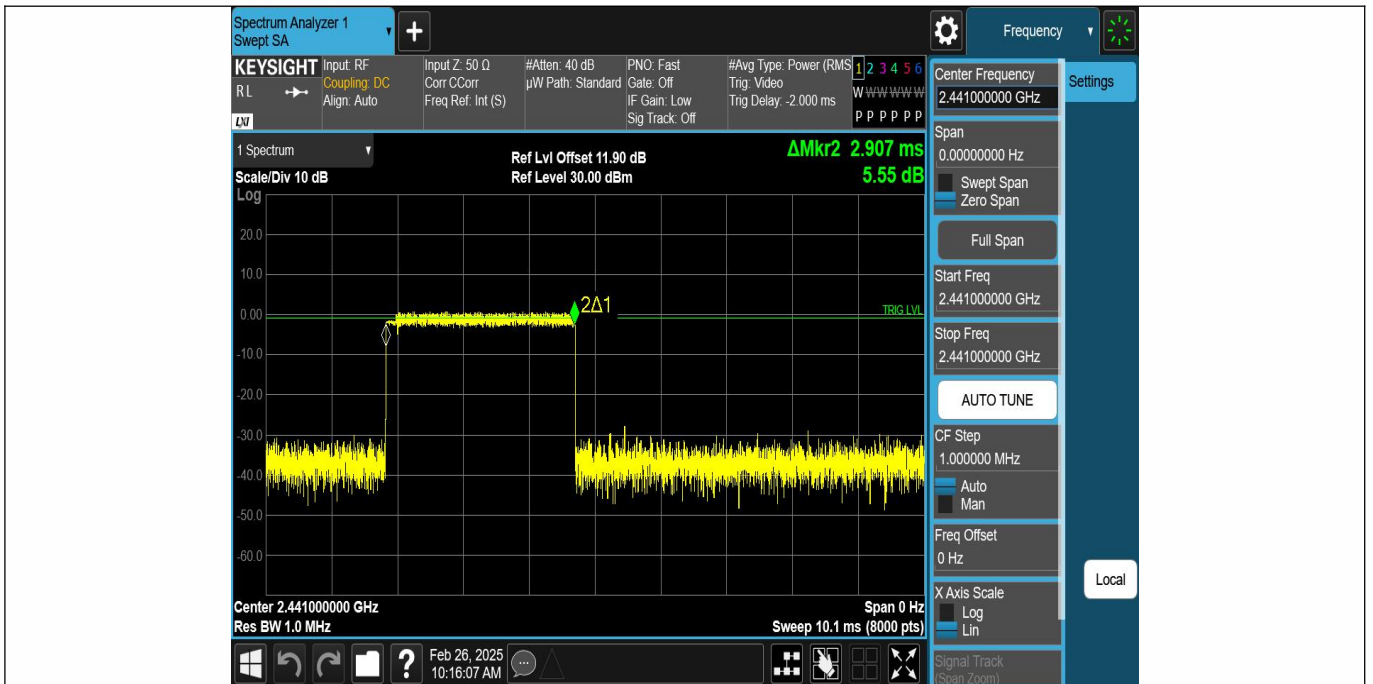 Spectrum Analyzer 1
Swept SA
+
Frequency
KEYSIGHT
RL
LXI
Input: RF
Coupling: DC
Align: Auto
Input Z: 50 Ω
Corr CCorr
Freq Ref: Int (S)
#Atten: 40 dB
µW Path: Standard
PNO: Fast
Gate: Off
IF Gain: Low
Sig Track: Off
#Avg Type: Power (RMS
Trig: Video
Trig Delay: -2.000 ms
1 2 3 4 5 6
W W W W W W
P P P P P P
1 Spectrum
Scale/Div 10 dB
Log
Ref Lvl Offset 11.90 dB
Ref Level 30.00 dBm
ΔMkr2 2.907 ms
5.55 dB
20.0
10.0
0.00
-10.0
-20.0
-30.0
-40.0
-50.0
-60.0
2Δ1
TRIG LVL
Center 2.441000000 GHz
Res BW 1.0 MHz
Span 0 Hz
Sweep 10.1 ms (8000 pts)
Center Frequency
2.441000000 GHz
Settings
Span
0.00000000 Hz
Swept Span
Zero Span
Full Span
Start Freq
2.441000000 GHz
Stop Freq
2.441000000 GHz
AUTO TUNE
CF Step
1.000000 MHz
Auto
Man
Freq Offset
0 Hz
X Axis Scale
Log
Lin
Signal Track
(Span Zoom)
Local
?
Feb 26, 2025
10:16:07 AM